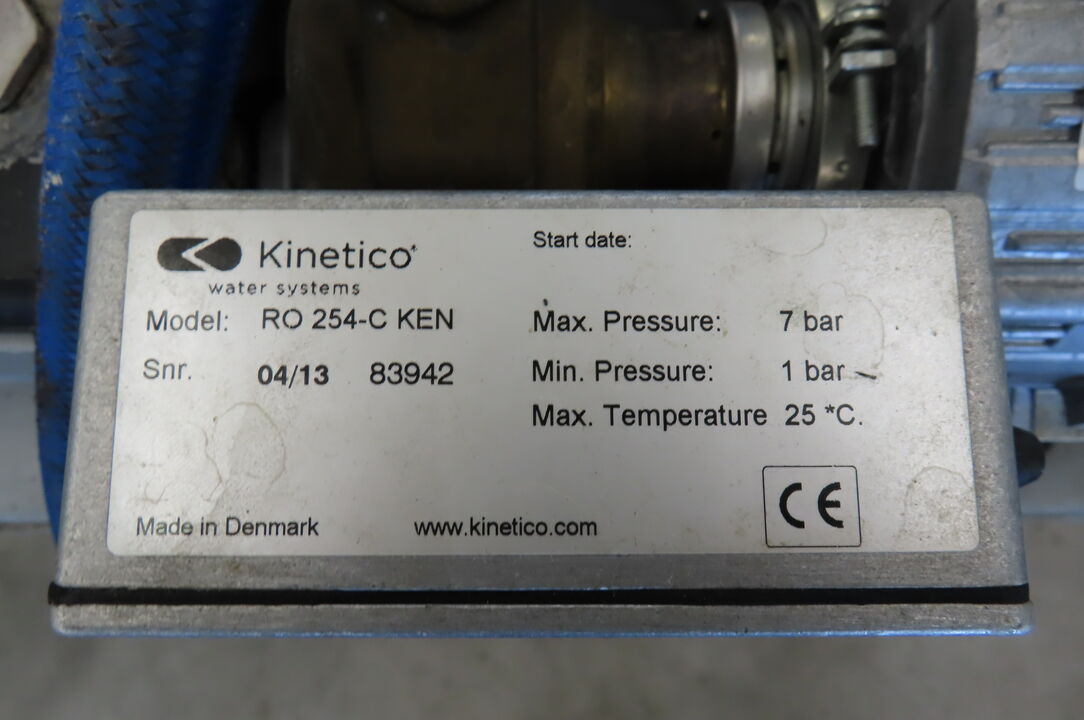 Kinetico
water systems
Start date:
Model: RO 254-C KEN
Max. Pressure: 7 bar
Snr. 04/13 83942
Min. Pressure: 1 bar
Max. Temperature 25 *C.
Made in Denmark
www.kinetico.com
CE